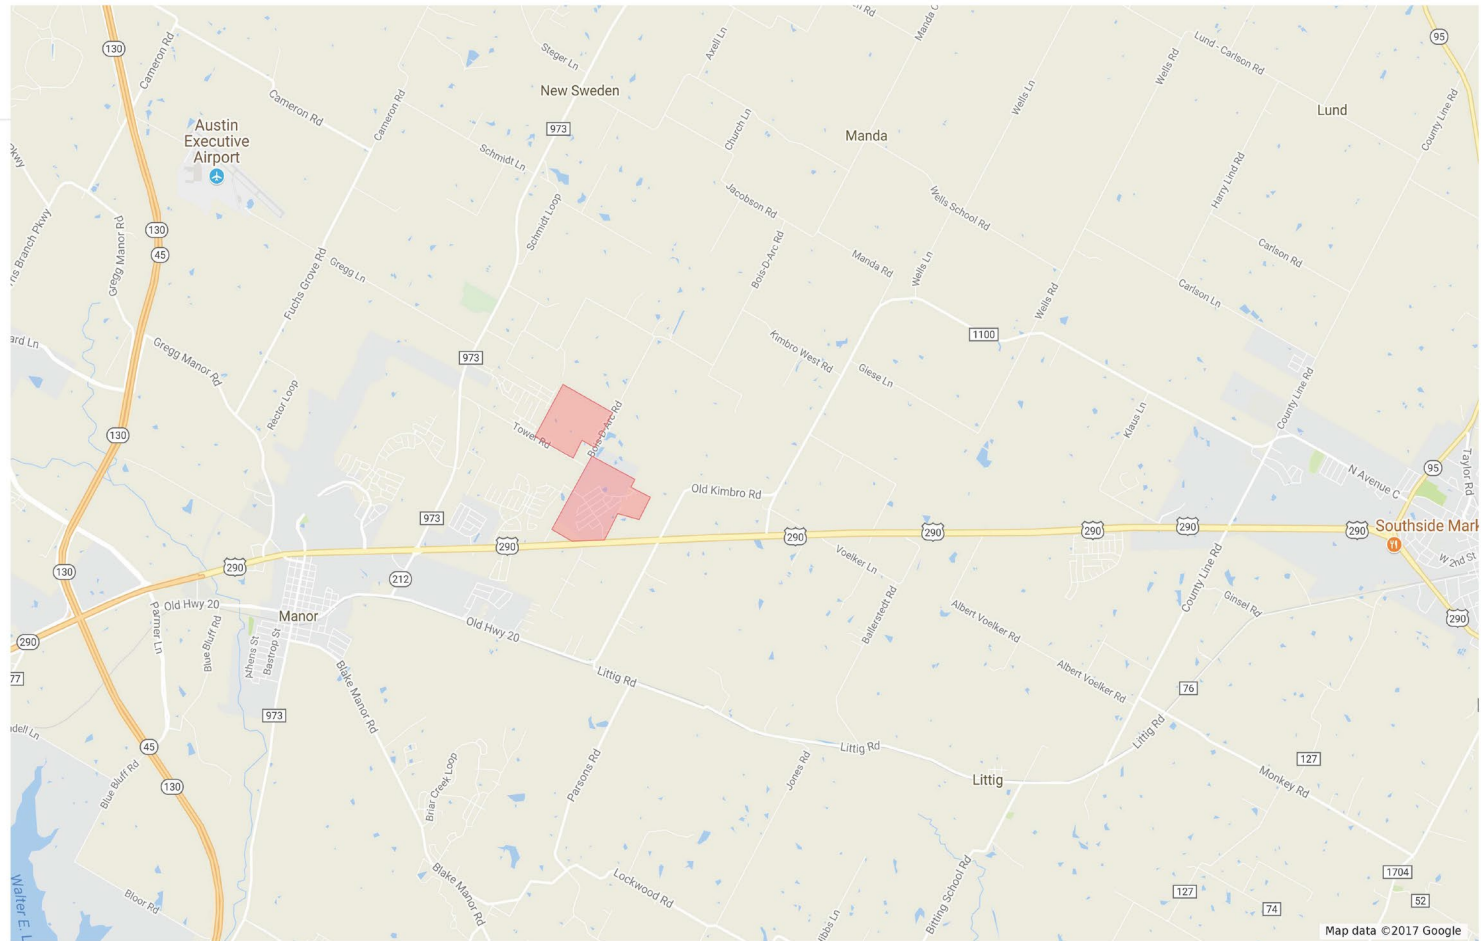 95
130
Cameron Rd
Steger Ln
Axell Ln
Lund - Carlson Rd
Wells Rd
New Sweden
Wells Ln
Lund
Cameron Rd
Cameron Rd
County Line Rd
Austin
Executive
Airport
973
Church Ln
Manda
Schmidt Ln
Harry Lind Rd
Jacobson Rd
Wells School Rd
Gregg Manor Rd
130
45
Schmidt Loop
Bois-D-Arc Rd
Carlson Rd
Fuchs Grove Rd
Gregg Ln
Manda Rd
Wells Ln
Wells Rd
Carlson Ln
Gregg Manor Rd
973
Kimbro West Rd
1100
Giese Ln
Rector Loop
County Line Rd
130
Tower Rd
Bois-D-Arc Rd
Klaus Ln
N Avenue C
95
Taylor Rd
Old Kimbro Rd
973
290
290
290
290
290
290
Southside Mark
290
130
212
Voelker Ln
W 2nd St
Old Hwy 20
Manor
Parmer Ln
Blue Bluff Rd
Athens St
Bastrop St
Old Hwy 20
Ballerstedt Rd
Albert Voelker Rd
County Line Rd
Ginsel Rd
290
290
77
Blake Manor Rd
Littig Rd
Albert Voelker Rd
76
973
45
Littig Rd
Littig Rd
127
Blue Bluff Rd
130
Briar Creek Loop
Parsons Rd
Jones Rd
Littig
Monkey Rd
Blake Manor Rd
Lockwood Rd
Bitting School Rd
1704
127
52
74
Bloor Rd
Walter E. L
Map data ©2017 Google